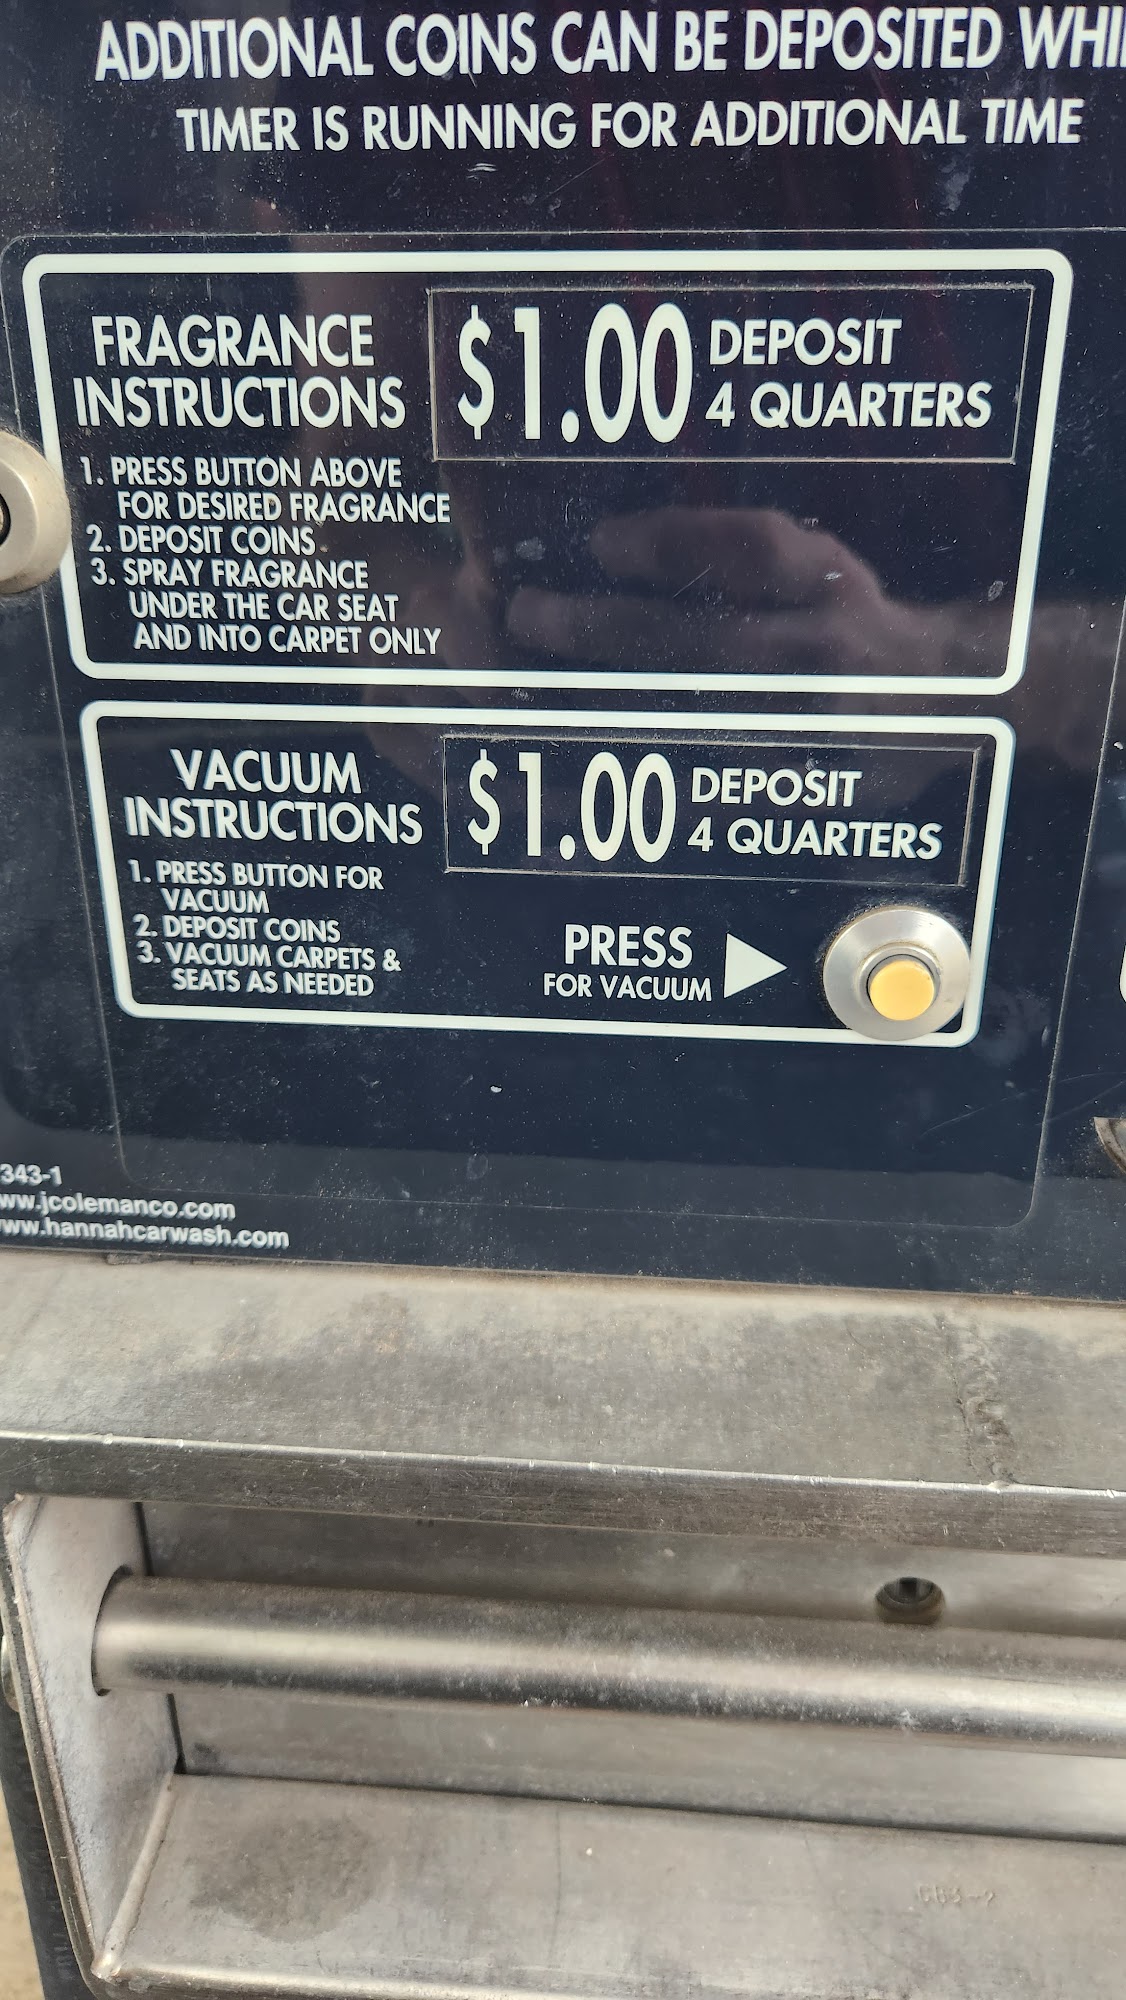 ADDITIONAL COINS CAN BE DEPOSITED
TIMER IS RUNNING FOR ADDITIONAL TIME
FRAGRANCE
INSTRUCTIONS
$1.00 DEPOSIT
4 QUARTERS
1. PRESS BUTTON ABOVE
FOR DESIRED FRAGRANCE
2. DEPOSIT COINS
3. SPRAY FRAGRANCE
UNDER THE CAR SEAT
AND INTO CARPET ONLY
VACUUM
INSTRUCTIONS
$1.00 DEPOSIT
4 QUARTERS
1. PRESS BUTTON FOR
VACUUM
2. DEPOSIT COINS
3. VACUUM CARPETS &
SEATS AS NEEDED
PRESS
FOR VACUUM
343-1
ww.jcolemanco.com
ww.hannahcarwash.com